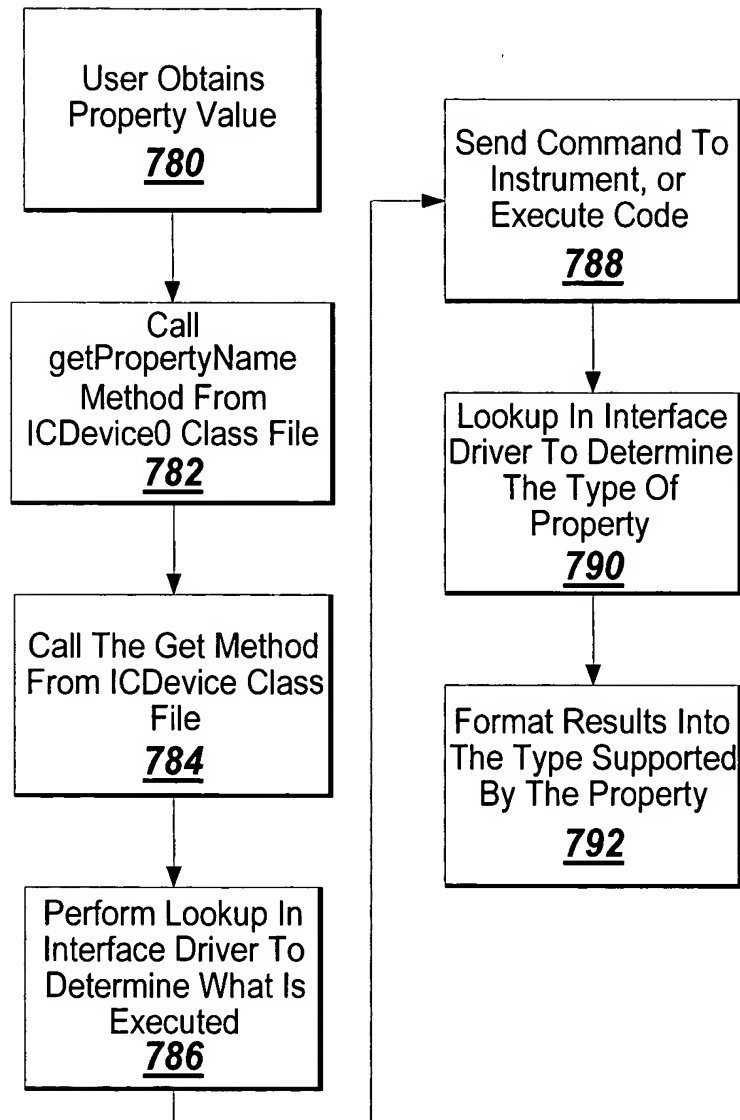 User Obtains
Property Value
780
Call
getPropertyName
Method From
ICDevice0 Class File
782
Call The Get Method
From ICDevice Class
File
784
Perform Lookup In
Interface Driver To
Determine What Is
Executed
786
Send Command To
Instrument, or
Execute Code
788
Lookup In Interface
Driver To Determine
The Type Of
Property
790
Format Results Into
The Type Supported
By The Property
792